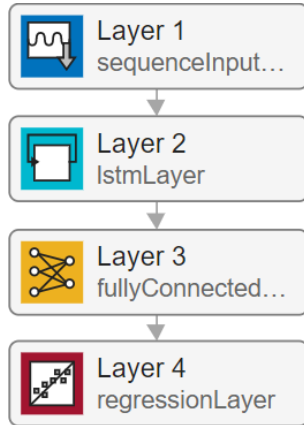 Layer 1
sequenceInput...
Layer 2
lstmLayer
Layer 3
fullyConnected...
Layer 4
regressionLayer